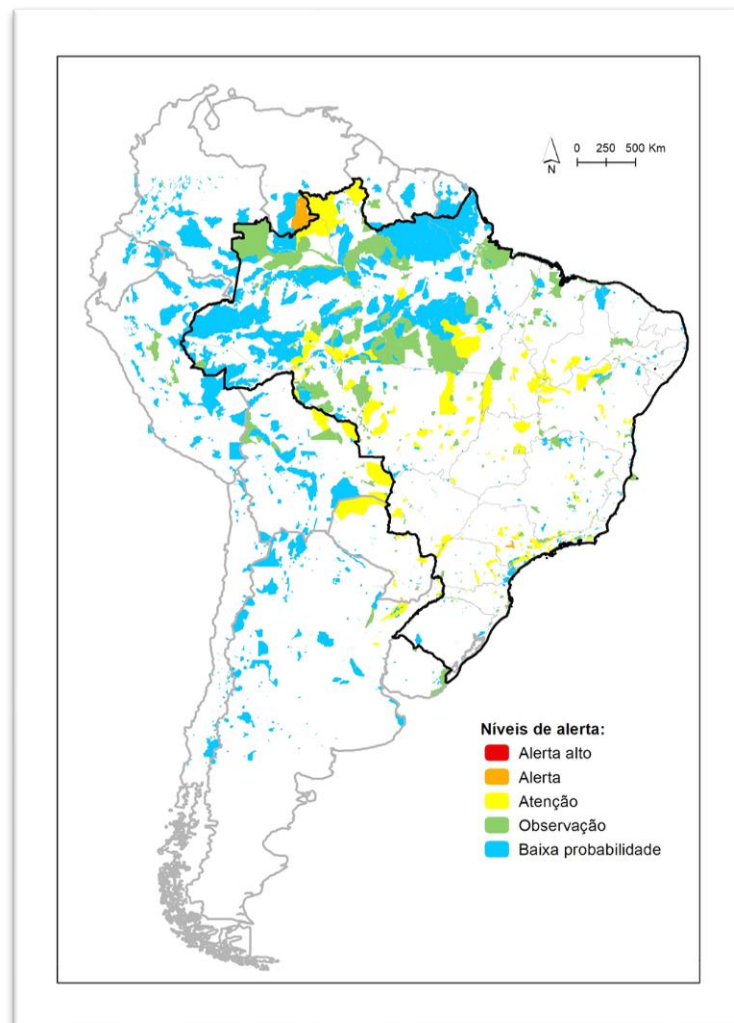 0 250 500 Km
N
Níveis de alerta:
Alerta alto
Alerta
Atenção
Observação
Baixa probabilidade